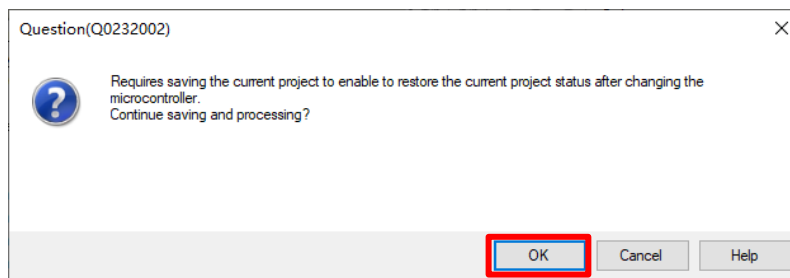 Question(Q0232002)
Requires saving the current project to enable to restore the current project status after changing the
microcontroller.
Continue saving and processing?
OK Cancel Help